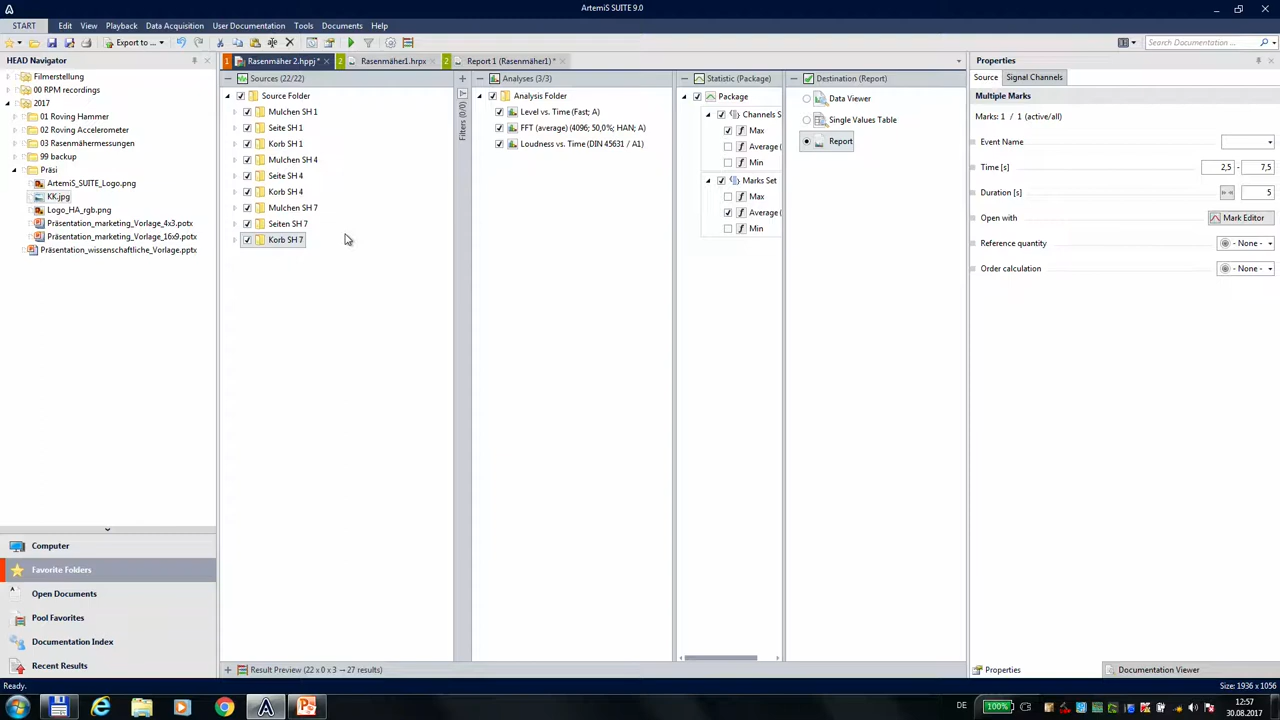 ArtemiS SUITE 9.0
START Edit View Playback Data Acquisition User Documentation Tools Documents Help
Export to ...
Search Documentation...
HEAD Navigator
1 Rasenmäher 2.hppj * 2 Rasenmäher1.hrpx 2 Report 1 (Rasenmäher1) *
Properties
Filmerstellung
00 RPM recordings
2017
01 Roving Hammer
02 Roving Accelerometer
03 Rasenmähermessungen
99 backup
Präsi
ArtemiS_SUITE_Logo.png
KK.jpg
Logo_HA_rgb.png
Präsentation_marketing_Vorlage_4x3.potx
Präsentation_marketing_Vorlage_16x9.potx
Präsentation_wissenschaftliche_Vorlage.pptx
Computer
Favorite Folders
Open Documents
Pool Favorites
Documentation Index
Recent Results
Sources (22/22)
Source Folder
Mulchen SH 1
Seite SH 1
Korb SH 1
Mulchen SH 4
Seite SH 4
Korb SH 4
Mulchen SH 7
Seiten SH 7
Korb SH 7
Filters (0/0)
Analyses (3/3)
Analysis Folder
Level vs. Time (Fast; A)
FFT (average) (4096; 50,0%; HAN; A)
Loudness vs. Time (DIN 45631 / A1)
Statistic (Package)
Package
Channels S
Max
Average (
Min
Marks Set
Max
Average (
Min
Destination (Report)
Data Viewer
Single Values Table
Report
Source Signal Channels
Multiple Marks
Marks: 1 / 1 (active/all)
Event Name
Time [s] 2,5 - 7,5
Duration [s] 5
Open with Mark Editor
Reference quantity - None -
Order calculation - None -
Result Preview (22 x 0 x 3 → 27 results)
Properties Documentation Viewer
Ready.
Size: 1936 x 1056
DE 100% 12:57
30.08.2017